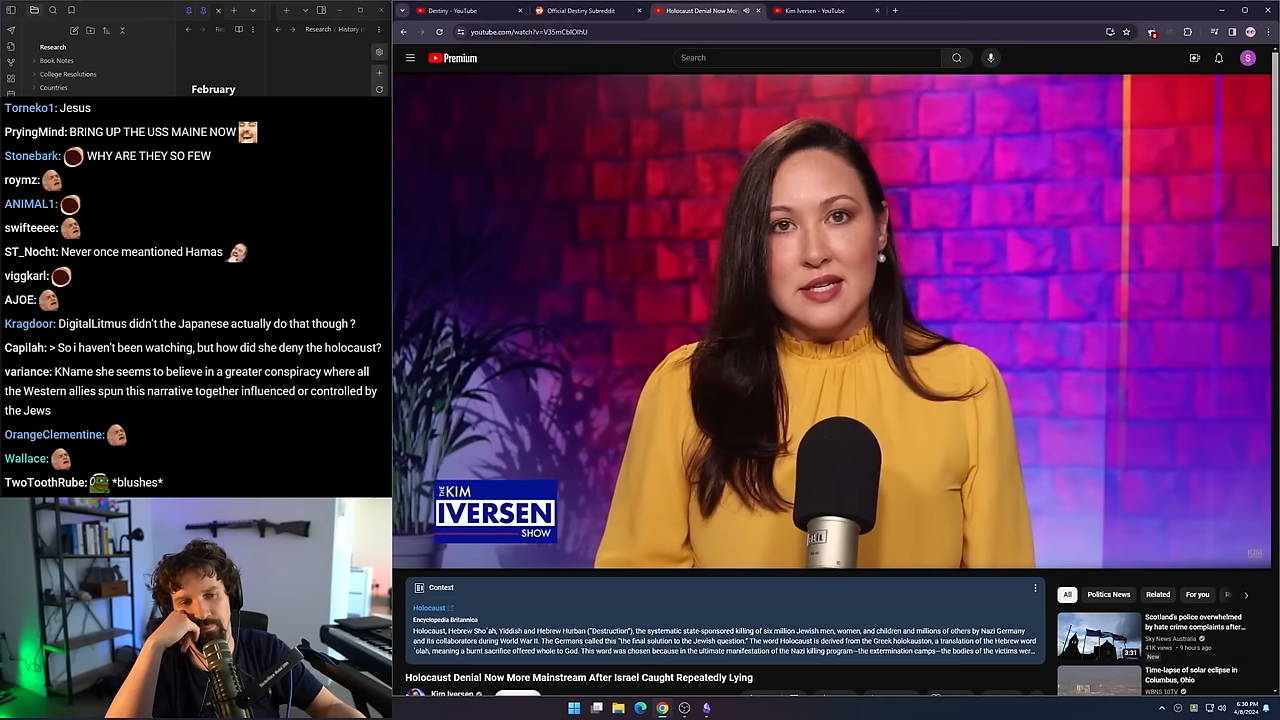 Destiny - YouTube
Official Destiny Subreddit
Holocaust Denial Now Mor
Kim Iversen - YouTube
youtube.com/watch?v=V35mCbIOIhU
Premium
Search
S
Research
Book Notes
College Resolutions
Countries
Res
Research / History
February
Torneko1: Jesus
PryingMind: BRING UP THE USS MAINE NOW
Stonebark: WHY ARE THEY SO FEW
roymz:
ANIMAL1:
swifteeee:
ST_Nocht: Never once meantioned Hamas
viggkarl:
AJOE:
Kragdoor: DigitalLitmus didn't the Japanese actually do that though ?
Capilah: > So i haven't been watching, but how did she deny the holocaust?
variance: KName she seems to believe in a greater conspiracy where all
the Western allies spun this narrative together influenced or controlled by
the Jews
OrangeClementine:
Wallace:
TwoToothRube: *blushes*
THE KIM
IVERSEN
SHOW
KIM
Context
Holocaust
Encyclopedia Britannica
Holocaust, Hebrew Shoʾah, Yiddish and Hebrew Hurban ("Destruction"), the systematic state-sponsored killing of six million Jewish men, women, and children and millions of others by Nazi Germany
and its collaborators during World War II. The Germans called this "the final solution to the Jewish question." The word Holocaust is derived from the Greek holokauston, a translation of the Hebrew word
ʿolah, meaning a burnt sacrifice offered whole to God. This word was chosen because in the ultimate manifestation of the Nazi killing program—the extermination camps—the bodies of the victims wer...
Holocaust Denial Now More Mainstream After Israel Caught Repeatedly Lying
Kim Iversen
All
Politics News
Related
For you
Scotland's police overwhelmed
by hate crime complaints after...
Sky News Australia
41K views • 9 hours ago
New
3:31
Time-lapse of solar eclipse in
Columbus, Ohio
WBNS 10TV
6:30 PM
4/8/2024